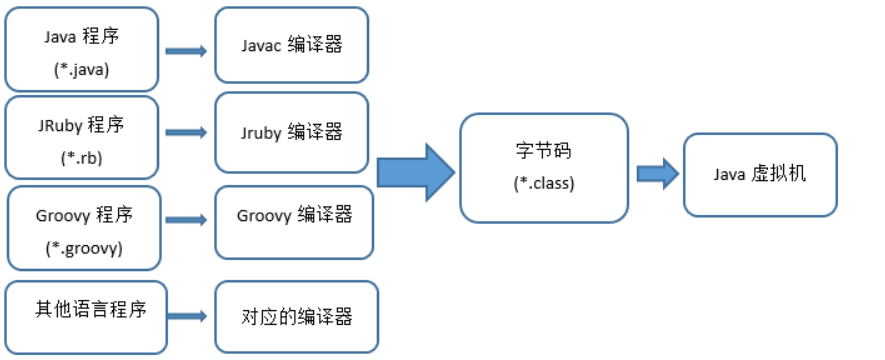 Java 程序
(*.java)
Javac 编译器
JRuby 程序
(*.rb)
Jruby 编译器
Groovy 程序
(*.groovy)
Groovy 编译器
其他语言程序
对应的编译器
字节码
(*.class)
Java 虚拟机